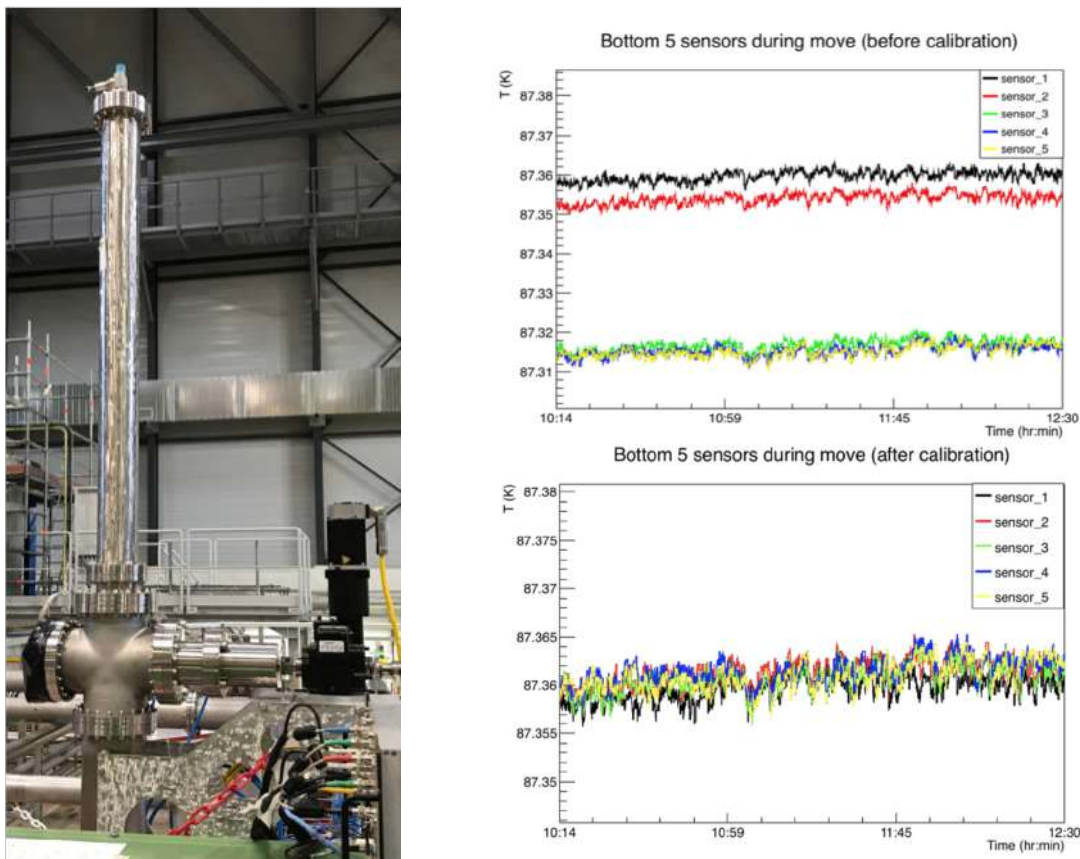 Bottom 5 sensors during move (before calibration)
T (K)
sensor_1
sensor_2
sensor_3
sensor_4
sensor_5
87.38
87.37
87.36
87.35
87.34
87.33
87.32
87.31
10:14
10:59
11:45
12:30
Time (hr:min)
Bottom 5 sensors during move (after calibration)
T (K)
sensor_1
sensor_2
sensor_3
sensor_4
sensor_5
87.38
87.375
87.37
87.365
87.36
87.355
87.35
10:14
10:59
11:45
12:30
Time (hr:min)